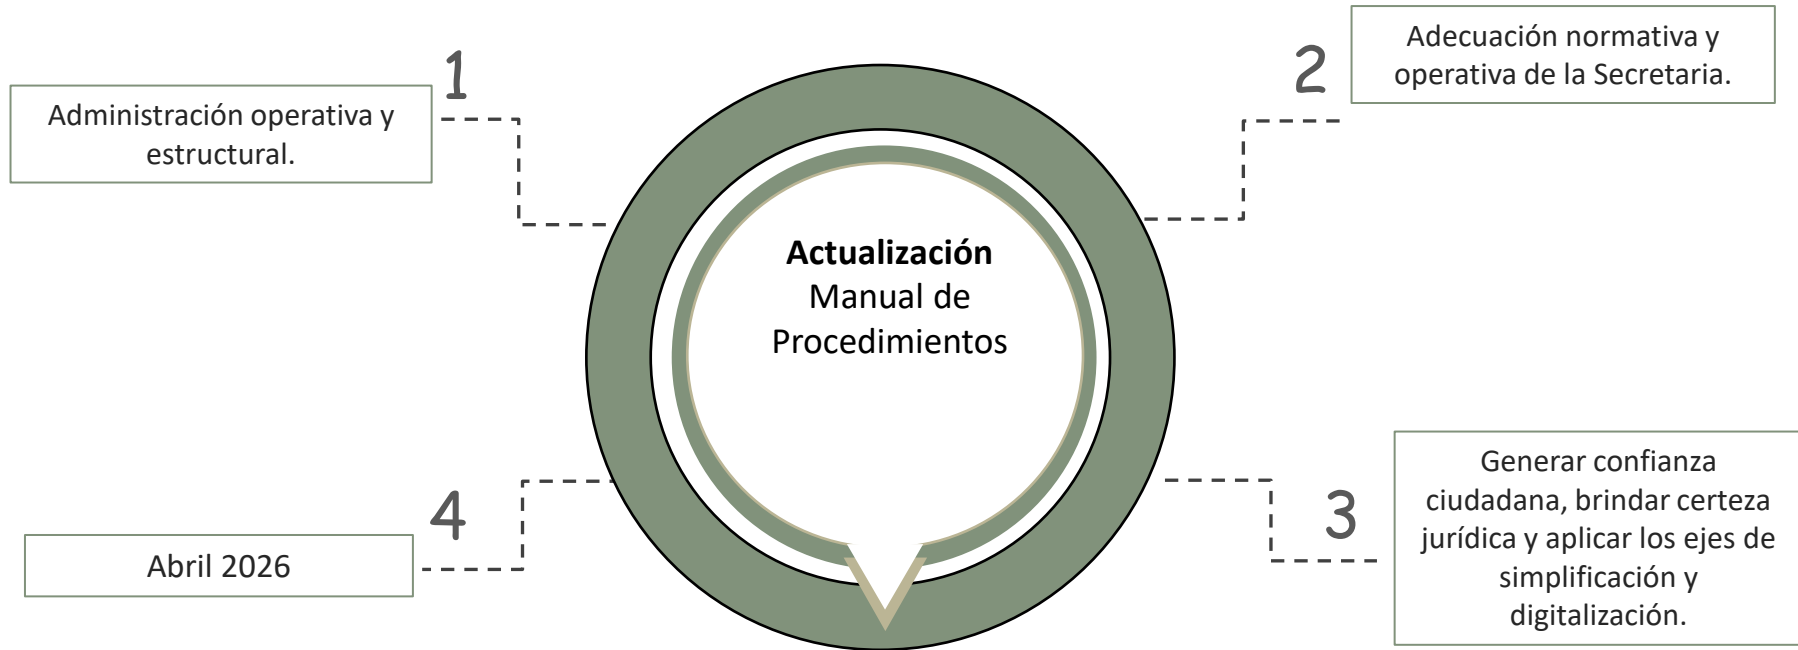 1
Administración operativa y
estructural.
2
Adecuación normativa y
operativa de la Secretaria.
Actualización
Manual de
Procedimientos
3
Generar confianza
ciudadana, brindar certeza
jurídica y aplicar los ejes de
simplificación y
digitalización.
4
Abril 2026